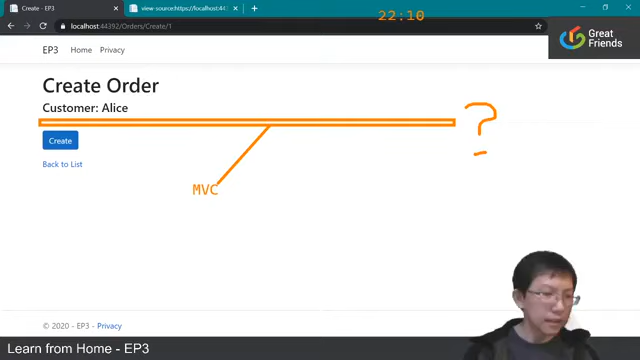 22:10
Create - EP3
view-source:https://localhost:4439
localhost:44392/Orders/Create/1
Great
Friends
EP3 Home Privacy
Create Order
Customer: Alice
?
Create
Back to List
MVC
© 2020 - EP3 - Privacy
Learn from Home - EP3